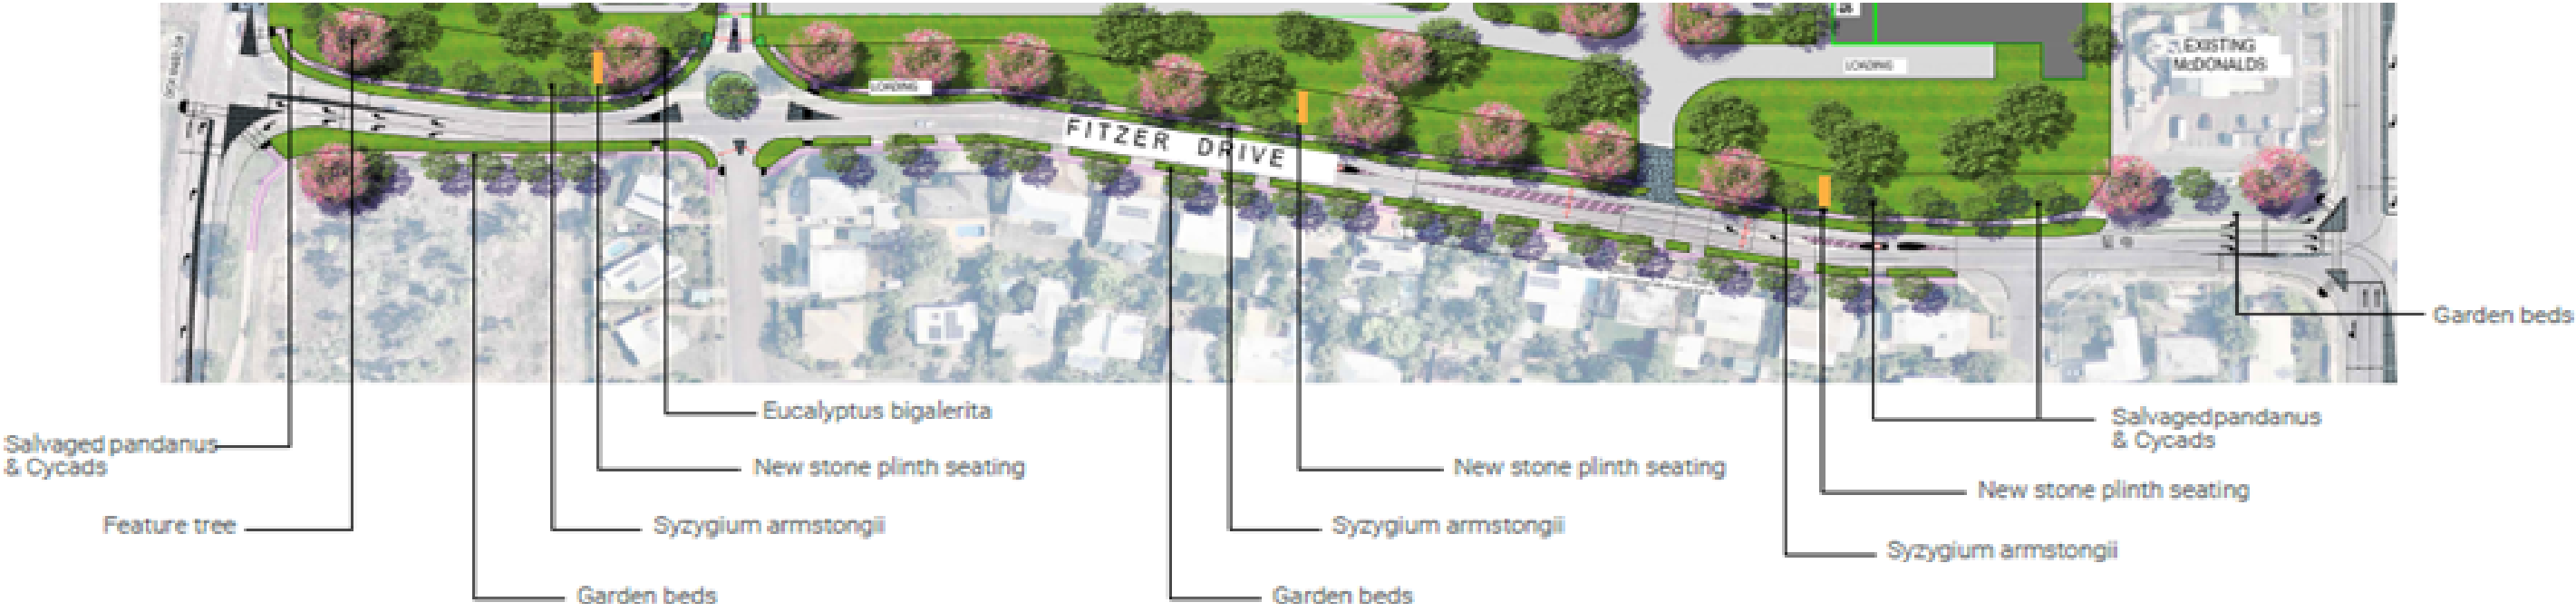 EXISTING
McDONALDS
LOADING
LOADING
FITZER DRIVE
Garden beds
Eucalyptus bigalerita
Salvaged pandanus
& Cycads
Salvagedpandanus
& Cycads
New stone plinth seating
New stone plinth seating
New stone plinth seating
Feature tree
Syzygium armstongii
Syzygium armstongii
Syzygium armstongii
Garden beds
Garden beds